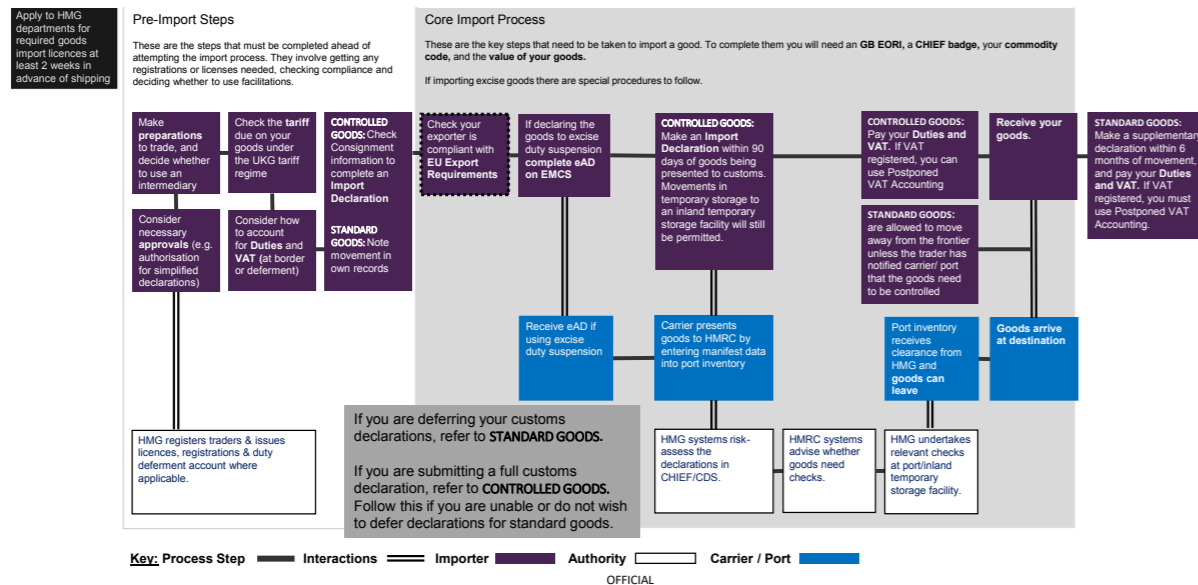 Apply to HMG
departments for
required goods
import licences at
least 2 weeks in
advance of shipping
Pre-Import Steps
These are the steps that must be completed ahead of
attempting the import process. They involve getting any
registrations or licenses needed, checking compliance and
deciding whether to use facilitations.
Core Import Process
These are the key steps that need to be taken to import a good. To complete them you will need an GB EORI, a CHIEF badge, your commodity
code, and the value of your goods.
If importing excise goods there are special procedures to follow.
Make
preparations
to trade, and
decide whether
to use an
intermediary
Check the tariff
due on your
goods under
the UKG tariff
regime
CONTROLLED
GOODS: Check
Consignment
information to
complete an
Import
Declaration
STANDARD
GOODS: Note
movement in
own records
Consider
necessary
approvals (e.g.
authorisation
for simplified
declarations)
Consider how
to account
for Duties and
VAT (at border
or deferment)
Check your
exporter is
compliant with
EU Export
Requirements
If declaring the
goods to excise
duty suspension
complete eAD
on EMCS
CONTROLLED GOODS:
Make an Import
Declaration within 90
days of goods being
presented to customs.
Movements in
temporary storage to
an inland temporary
storage facility will still
be permitted.
CONTROLLED GOODS:
Pay your Duties and
VAT. If VAT
registered, you can
use Postponed
VAT Accounting
Receive your
goods.
STANDARD GOODS:
Make a supplementary
declaration within 6
months of movement,
and pay your Duties
and VAT. If VAT
registered, you must
use Postponed VAT
Accounting.
STANDARD GOODS:
are allowed to move
away from the frontier
unless the trader has
notified carrier/ port
that the goods need
to be controlled
Receive eAD if
using excise
duty suspension
Carrier presents
goods to HMRC by
entering manifest data
into port inventory
Port inventory
receives
clearance from
HMG and
goods can
leave
Goods arrive
at destination
HMG registers traders & issues
licences, registrations & duty
deferment account where
applicable.
If you are deferring your customs
declarations, refer to STANDARD GOODS.
If you are submitting a full customs
declaration, refer to CONTROLLED GOODS.
Follow this if you are unable or do not wish
to defer declarations for standard goods.
HMG systems risk-
assess the
declarations in
CHIEF/CDS.
HMRC systems
advise whether
goods need
checks.
HMG undertakes
relevant checks
at port/inland
temporary
storage facility.
Key: Process Step Interactions Importer Authority Carrier / Port
OFFICIAL